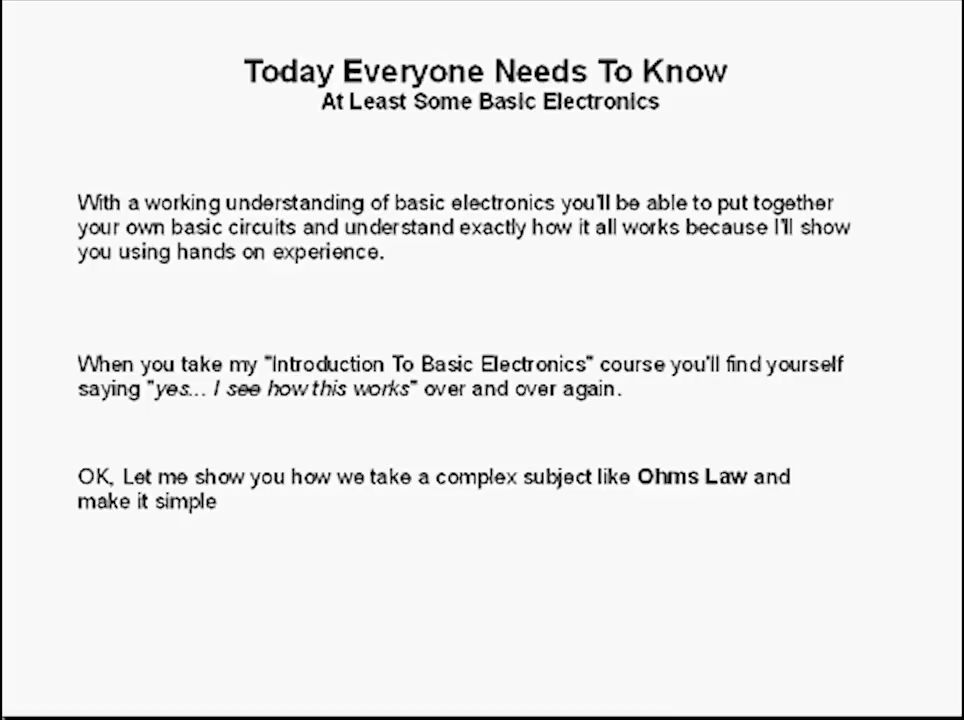 Today Everyone Needs To Know
At Least Some Basic Electronics
With a working understanding of basic electronics you'll be able to put together
your own basic circuits and understand exactly how it all works because I'll show
you using hands on experience.
When you take my "Introduction To Basic Electronics" course you'll find yourself
saying "yes... I see how this works" over and over again.
OK, Let me show you how we take a complex subject like Ohms Law and
make it simple